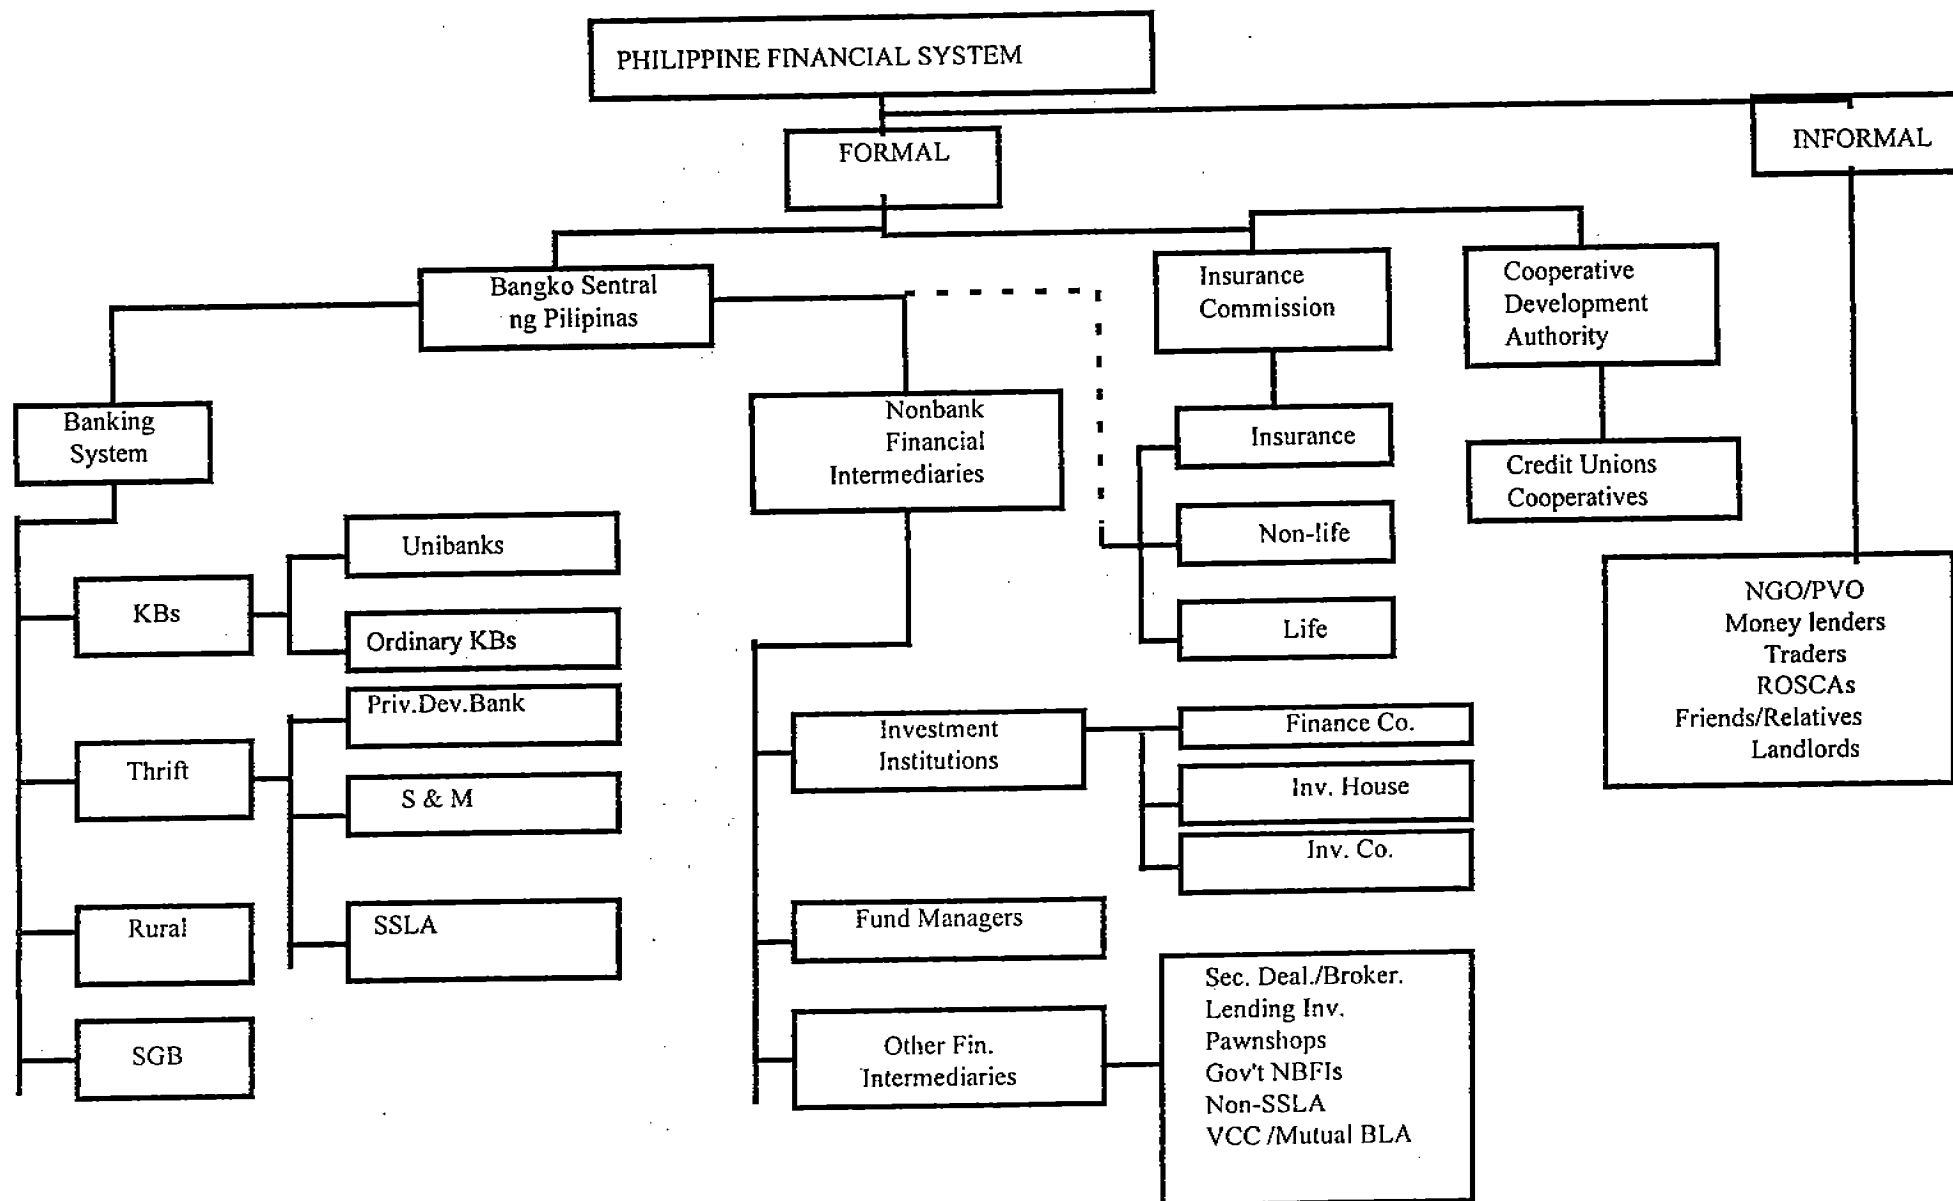 PHILIPPINE FINANCIAL SYSTEM
FORMAL
INFORMAL
Bangko Sentral
ng Pilipinas
Insurance
Commission
Cooperative
Development
Authority
Banking
System
Nonbank
Financial
Intermediaries
Insurance
Credit Unions
Cooperatives
Unibanks
Non-life
KBs
Ordinary KBs
Life
NGO/PVO
Money lenders
Traders
ROSCAs
Friends/Relatives
Landlords
Priv.Dev.Bank
Thrift
S & M
Investment
Institutions
Finance Co.
Inv. House
Inv. Co.
Rural
SSLA
Fund Managers
SGB
Other Fin.
Intermediaries
Sec. Deal./Broker.
Lending Inv.
Pawnshops
Gov't NBFIs
Non-SSLA
VCC /Mutual BLA